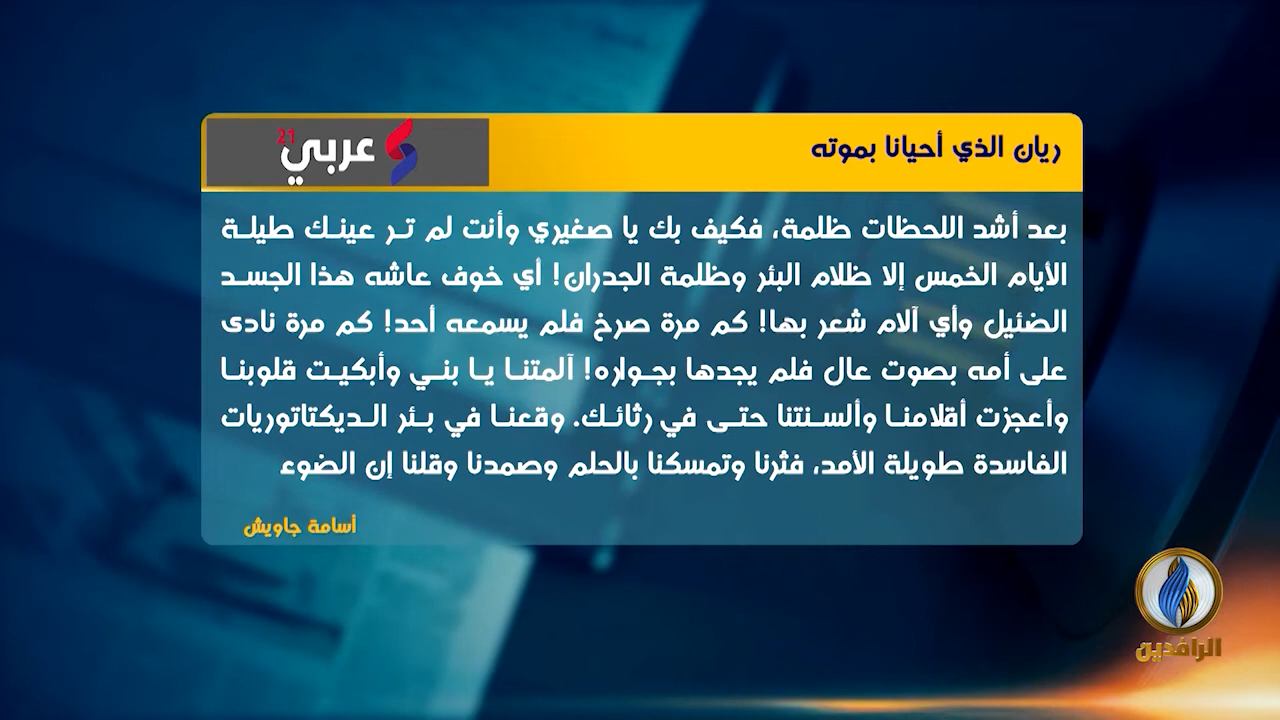 ريان الذي أحيانا بموته
عربي 21
بعد أشد اللحظات ظلمة، فكيف بك يا صغيري وأنت لم تر عينك طيلة
الأيام الخمس إلا ظلام البئر وظلمة الجدران! أي خوف عاشه هذا الجسد
الضئيل وأي آلام شعر بها! كم مرة صرخ فلم يسمعه أحد! كم مرة نادى
على أمه بصوت عال فلم يجدها بجواره! آلمتنا يا بني وأبكيت قلوبنا
وأعجزت أقلامنا وألسنتنا حتى في رثائك. وقعنا في بئر الديكتاتوريات
الفاسدة طويلة الأمد، فثرنا وتمسكنا بالحلم وصمدنا وقلنا إن الضوء
أسامة جاويش
الرافدين